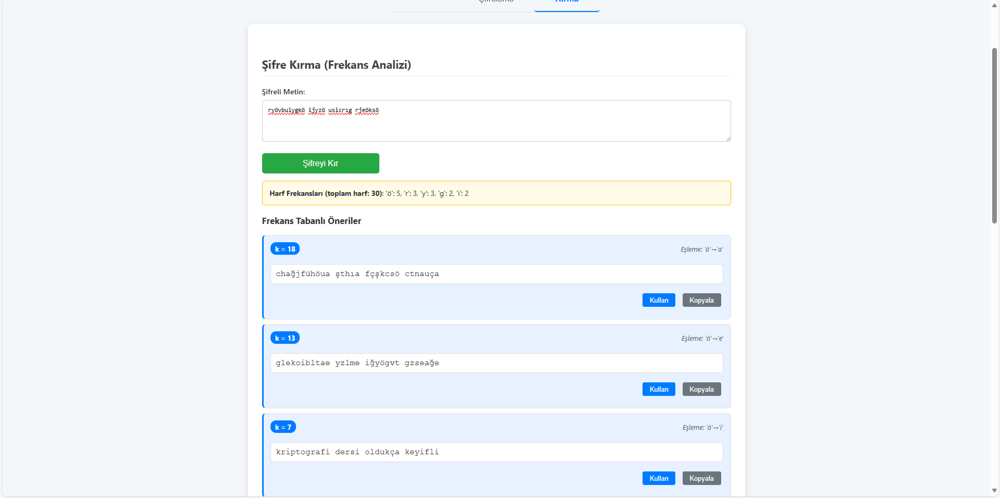 Şifreleme Kırma
Şifre Kırma (Frekans Analizi)
Şifreli Metin:
ryövbulygkö ijyzö usicrıg rjeöksö
Şifreyi Kır
Harf Frekansları (toplam harf: 30): 'ö': 5, 'r': 3, 'y': 3, 'g': 2, 'i': 2
Frekans Tabanlı Öneriler
k = 18 Eşleme: 'ö'→'a'
chağjfühöua şthıa fçşkcsö ctnauça
Kullan Kopyala
k = 13 Eşleme: 'ö'→'e'
glekoibltae yzlme iğyögvt gzseağe
Kullan Kopyala
k = 7 Eşleme: 'ö'→'i'
kriptografi dersi oldukça keyifli
Kullan Kopyala